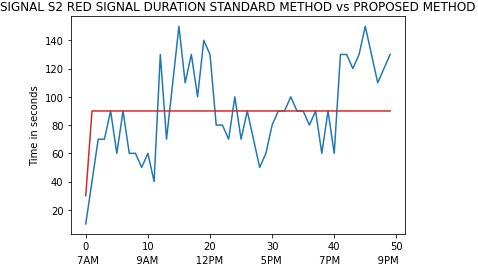 SIGNAL S2 RED SIGNAL DURATION STANDARD METHOD vs PROPOSED METHOD
140
120
100
80
60
40
20
Time in seconds
0 10 20 30 40 50
7AM 9AM 12PM 5PM 7PM 9PM